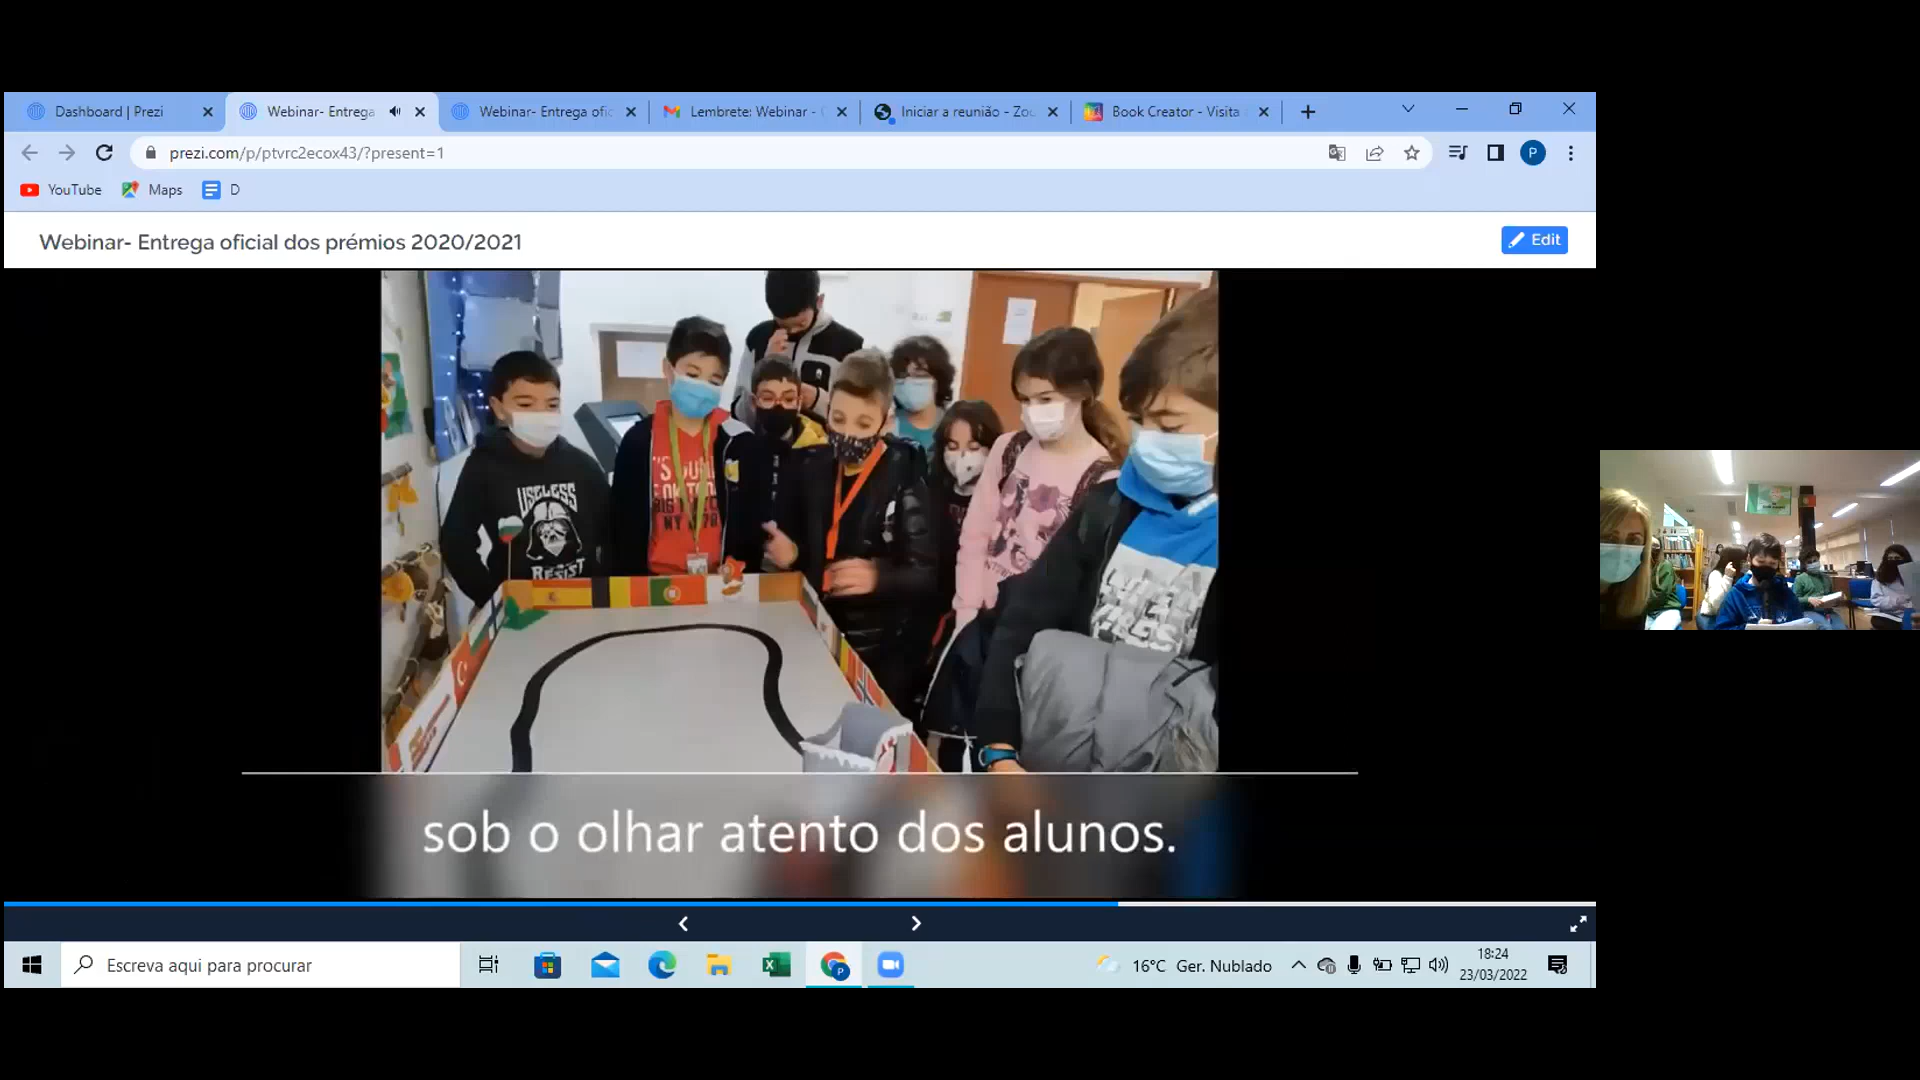 Dashboard | Prezi
Webinar- Entrega
Webinar- Entrega ofic
Lembrete: Webinar -
Iniciar a reunião - Zoo
Book Creator - Visita
prezi.com/p/ptvrc2ecox43/?present=1
P
YouTube
Maps
D
Webinar- Entrega oficial dos prémios 2020/2021
Edit
USELESS
RESIST
sob o olhar atento dos alunos.
Escreva aqui para procurar
P
16°C Ger. Nublado
18:24
23/03/2022